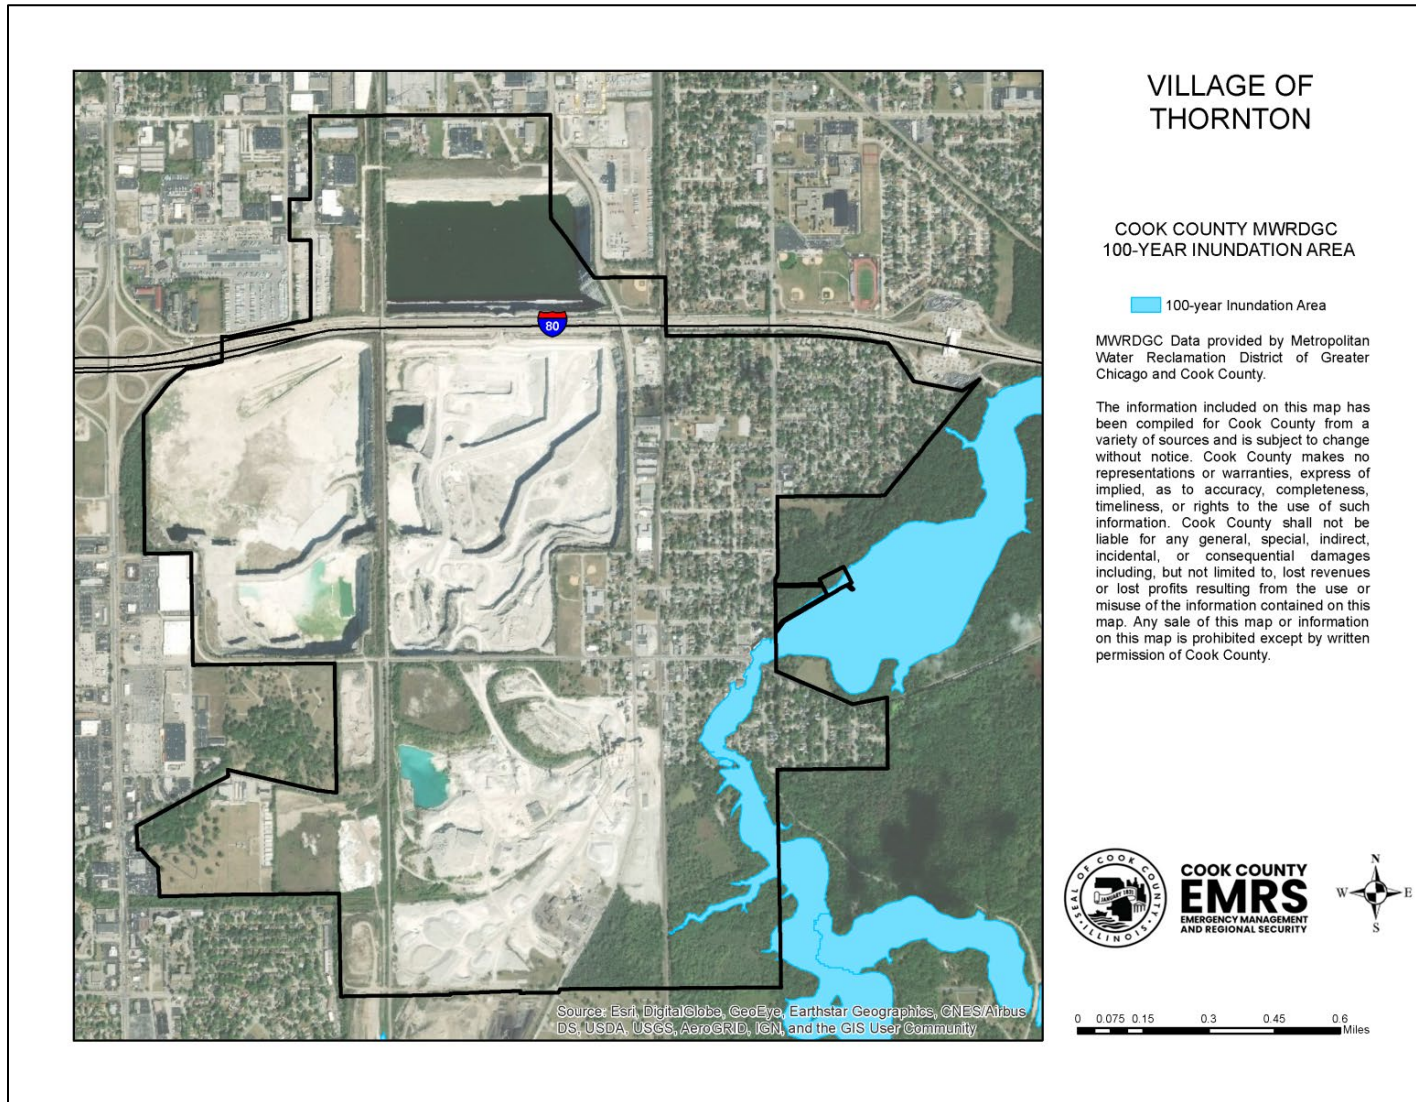 VILLAGE OF
THORNTON
COOK COUNTY MWRDGC
100-YEAR INUNDATION AREA
100-year Inundation Area
MWRDGC Data provided by Metropolitan
Water Reclamation District of Greater
Chicago and Cook County.
The information included on this map has
been compiled for Cook County from a
variety of sources and is subject to change
without notice. Cook County makes no
representations or warranties, express of
implied, as to accuracy, completeness,
timeliness, or rights to the use of such
information. Cook County shall not be
liable for any general, special, indirect,
incidental, or consequential damages
including, but not limited to, lost revenues
or lost profits resulting from the use or
misuse of the information contained on this
map. Any sale of this map or information
on this map is prohibited except by written
permission of Cook County.
80
SEAL OF COOK COUNTY
JANUARY 1831
ILLINOIS
COOK COUNTY
EMRS
EMERGENCY MANAGEMENT
AND REGIONAL SECURITY
N
W E
S
Source: Esri, DigitalGlobe, GeoEye, Earthstar Geographics, CNES/Airbus
DS, USDA, USGS, AeroGRID, IGN, and the GIS User Community
0 0.075 0.15 0.3 0.45 0.6
Miles